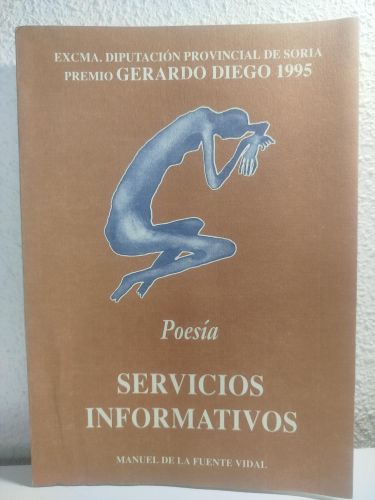 EXCMA. DIPUTACIÓN PROVINCIAL DE SORIA
PREMIO GERARDO DIEGO 1995
Poesía
SERVICIOS
INFORMATIVOS
MANUEL DE LA FUENTE VIDAL